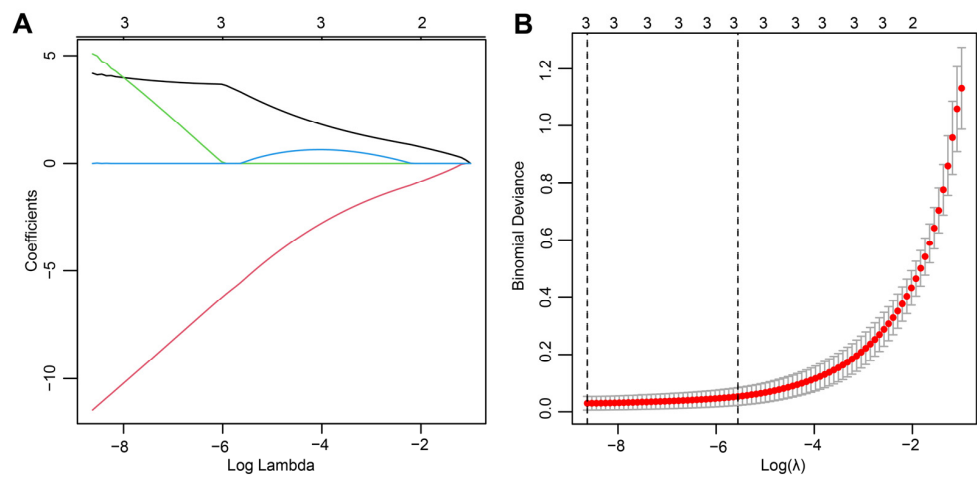 A
3 3 3 2
5
0
−5
−10
Coefficients
−8 −6 −4 −2
Log Lambda
B
3 3 3 3 3 3 3 3 3 3 2
1.2
1.0
0.8
0.6
0.4
0.2
0.0
Binomial Deviance
−8 −6 −4 −2
Log(λ)